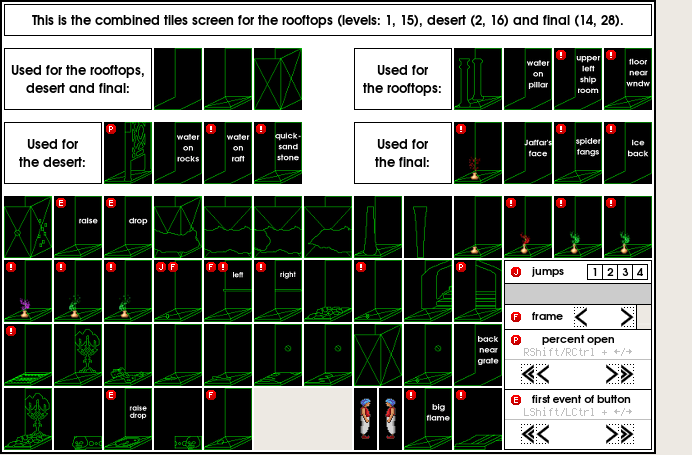 This is the combined tiles screen for the rooftops (levels: 1, 15), desert (2, 16) and final (14, 28).
Used for the rooftops,
desert and final:
Used for
the rooftops:
water
on
pillar
!
upper
left
ship
room
!
floor
near
wndw
Used for
the desert:
P
water
on
rocks
!
water
on
raft
!
quick-
sand
stone
Used for
the final:
!
Jaffar's
face
!
spider
fangs
!
ice
back
E
raise
E
drop
!
!
!
!
!
!
J F
F !
left
!
right
!
P
J jumps 1 2 3 4
F frame < >
!
back
near
grate
P percent open
RShift/RCtrl + ←/→
E
raise
drop
F
!
big
flame
!
E first event of button
LShift/LCtrl + ←/→